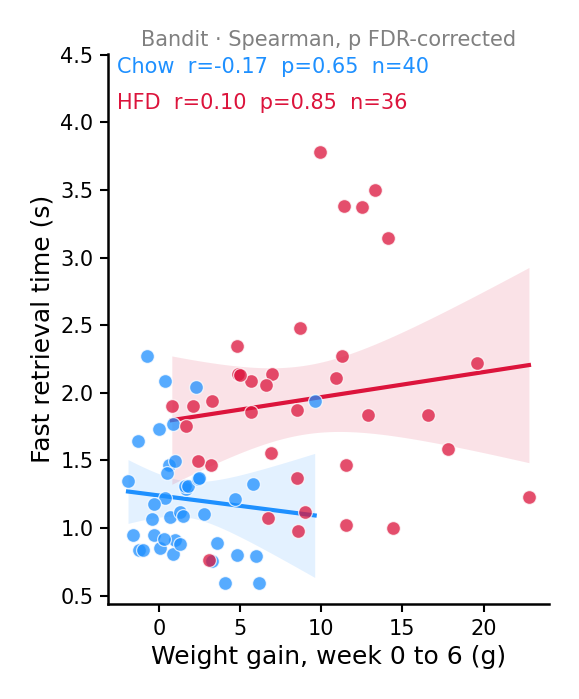 Bandit · Spearman, p FDR-corrected
Chow r=-0.17 p=0.65 n=40
HFD r=0.10 p=0.85 n=36
Fast retrieval time (s)
4.5
4.0
3.5
3.0
2.5
2.0
1.5
1.0
0.5
0 5 10 15 20
Weight gain, week 0 to 6 (g)